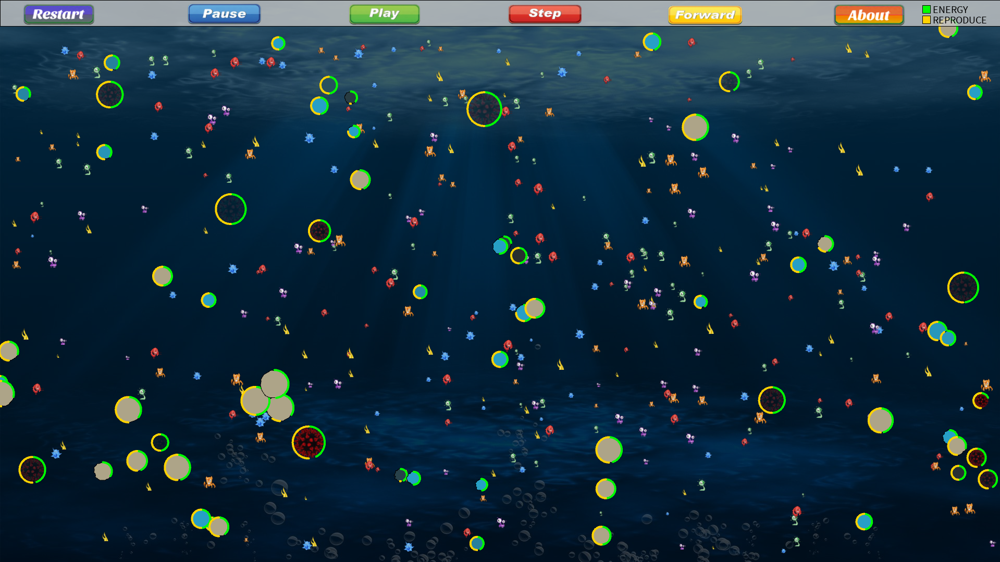 Restart
Pause
Play
Step
Forward
About
ENERGY
REPRODUCE